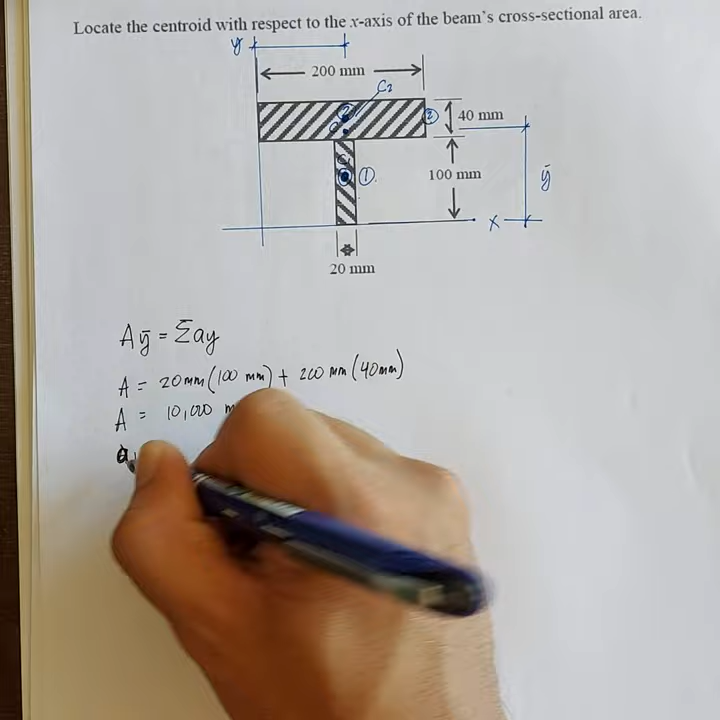 Locate the centroid with respect to the x-axis of the beam's cross-sectional area.
y
200 mm
C2
2 2 40 mm
C
C1
1 100 mm ȳ
x
20 mm
Aȳ = Σay
A = 20mm(100 mm) + 200 mm(40mm)
A = 10,000 m
a